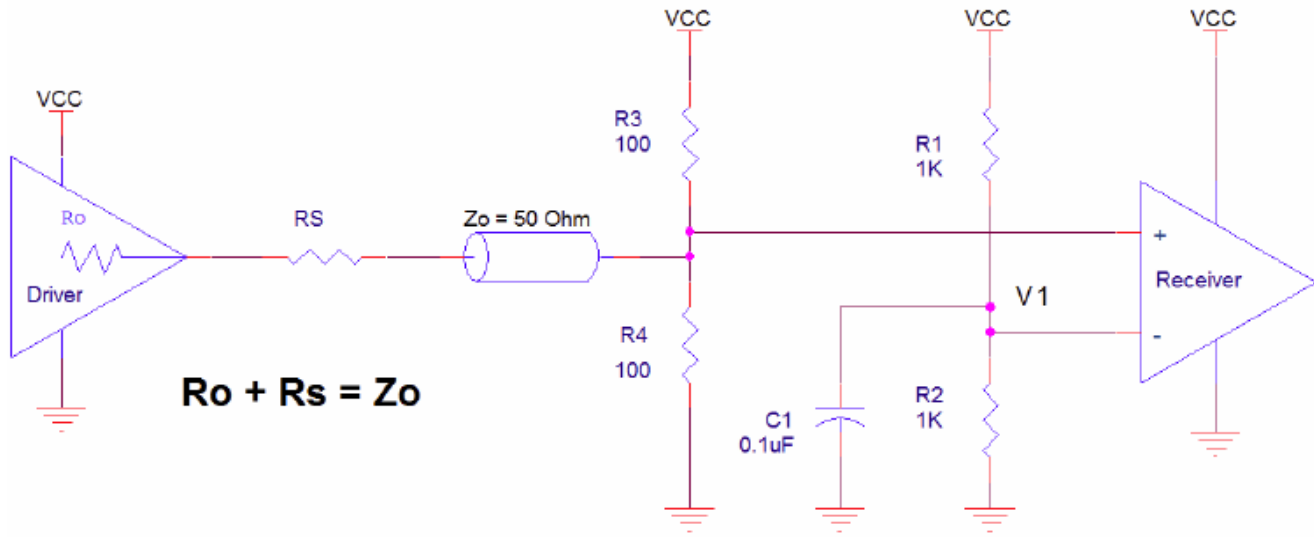 VCC
VCC
VCC
VCC
R3
100
R1
1K
Ro
RS
Zo = 50 Ohm
+
Driver
Receiver
V1
-
R4
100
Ro + Rs = Zo
R2
1K
C1
0.1uF